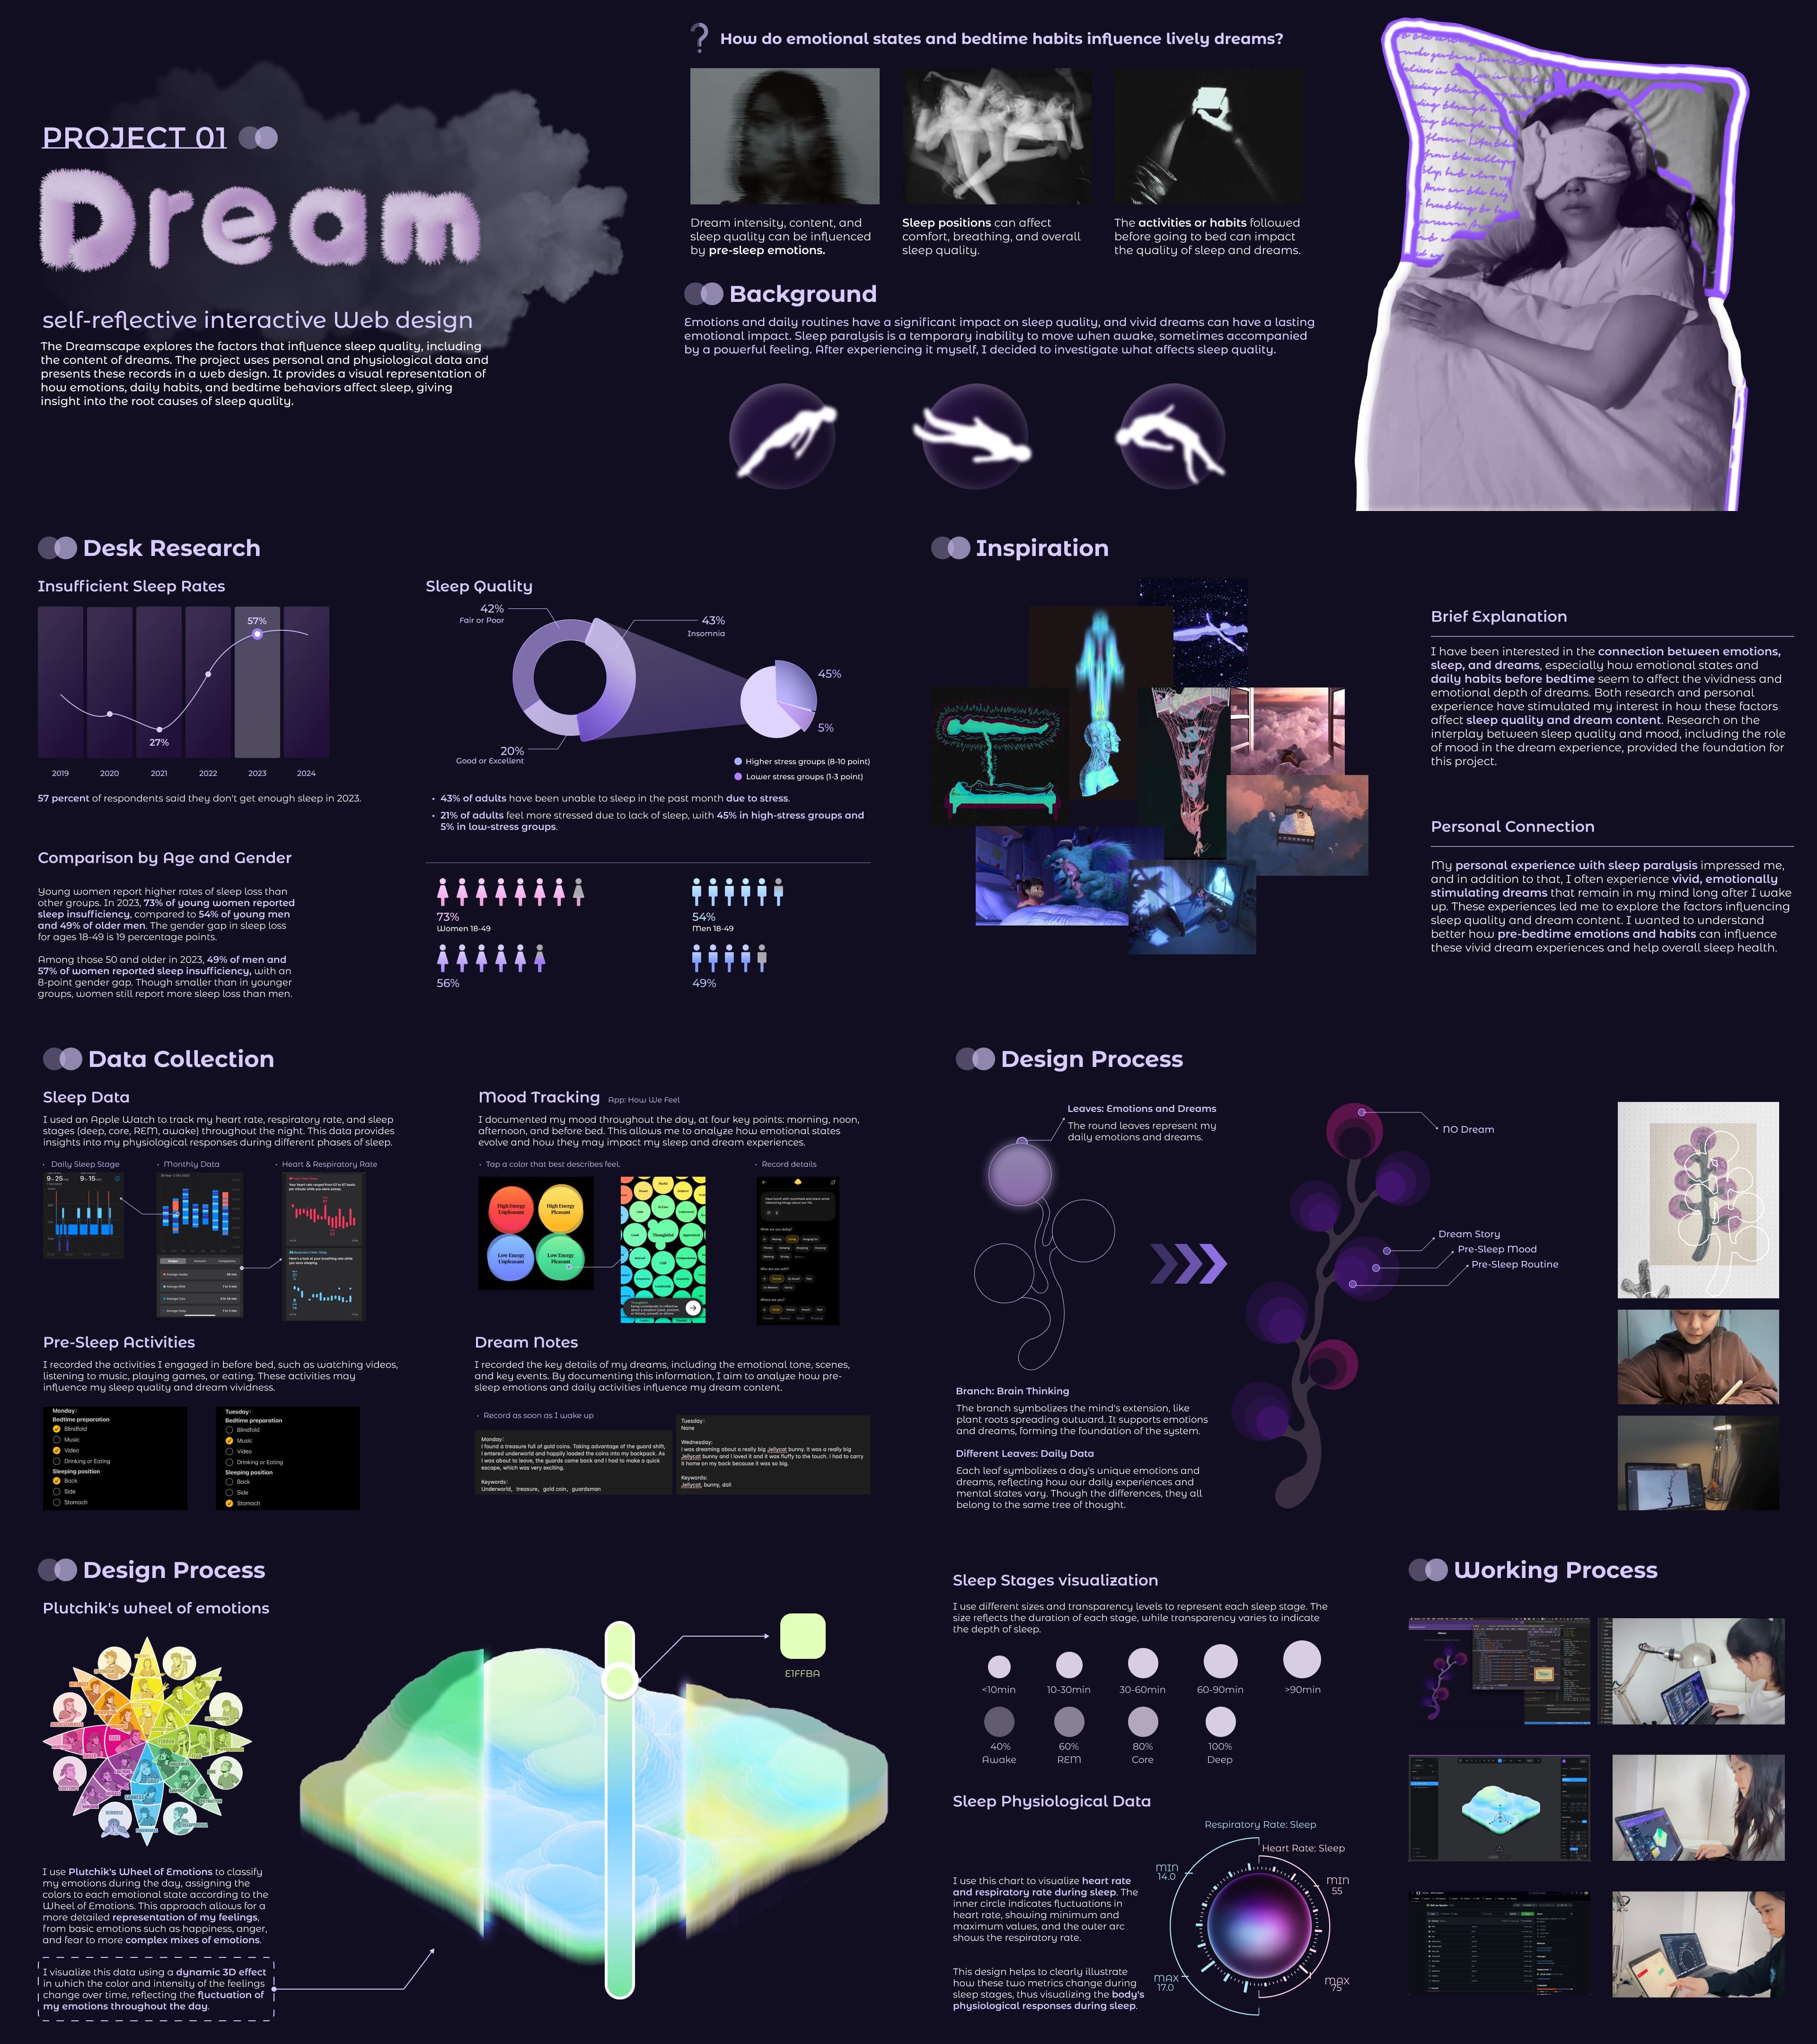 PROJECT 01
Dream
self-reflective interactive Web design
The Dreamscape explores the factors that influence sleep quality, including
the content of dreams. The project uses personal and physiological data and
presents these records in a web design. It provides a visual representation of
how emotions, daily habits, and bedtime behaviors affect sleep, giving
insight into the root causes of sleep quality.
? How do emotional states and bedtime habits influence lively dreams?
Dream intensity, content, and
sleep quality can be influenced
by pre-sleep emotions.
Sleep positions can affect
comfort, breathing, and overall
sleep quality.
The activities or habits followed
before going to bed can impact
the quality of sleep and dreams.
Background
Emotions and daily routines have a significant impact on sleep quality, and vivid dreams can have a lasting
emotional impact. Sleep paralysis is a temporary inability to move when awake, sometimes accompanied
by a powerful feeling. After experiencing it myself, I decided to investigate what affects sleep quality.
Desk Research
Insufficient Sleep Rates
57%
27%
2019 2020 2021 2022 2023 2024
57 percent of respondents said they don't get enough sleep in 2023.
Sleep Quality
42%
Fair or Poor
43%
Insomnia
45%
5%
20%
Good or Excellent
Higher stress groups (8-10 point)
Lower stress groups (1-3 point)
• 43% of adults have been unable to sleep in the past month due to stress.
• 21% of adults feel more stressed due to lack of sleep, with 45% in high-stress groups and
5% in low-stress groups.
Comparison by Age and Gender
Young women report higher rates of sleep loss than
other groups. In 2023, 73% of young women reported
sleep insufficiency, compared to 54% of young men
and 49% of older men. The gender gap in sleep loss
for ages 18-49 is 19 percentage points.
Among those 50 and older in 2023, 49% of men and
57% of women reported sleep insufficiency, with an
8-point gender gap. Though smaller than in younger
groups, women still report more sleep loss than men.
73%
Women 18-49
54%
Men 18-49
56%
49%
Inspiration
Brief Explanation
I have been interested in the connection between emotions,
sleep, and dreams, especially how emotional states and
daily habits before bedtime seem to affect the vividness and
emotional depth of dreams. Both research and personal
experience have stimulated my interest in how these factors
affect sleep quality and dream content. Research on the
interplay between sleep quality and mood, including the role
of mood in the dream experience, provided the foundation for
this project.
Personal Connection
My personal experience with sleep paralysis impressed me,
and in addition to that, I often experience vivid, emotionally
stimulating dreams that remain in my mind long after I wake
up. These experiences led me to explore the factors influencing
sleep quality and dream content. I wanted to understand
better how pre-bedtime emotions and habits can influence
these vivid dream experiences and help overall sleep health.
Data Collection
Sleep Data
I used an Apple Watch to track my heart rate, respiratory rate, and sleep
stages (deep, core, REM, awake) throughout the night. This data provides
insights into my physiological responses during different phases of sleep.
• Daily Sleep Stage
• Monthly Data
• Heart & Respiratory Rate
Mood Tracking App: How We Feel
I documented my mood throughout the day, at four key points: morning, noon,
afternoon, and before bed. This allows me to analyze how emotional states
evolve and how they may impact my sleep and dream experiences.
• Tap a color that best describes feel.
• Record details
High Energy
Unpleasant
High Energy
Pleasant
Low Energy
Unpleasant
Low Energy
Pleasant
Thoughtful
Pre-Sleep Activities
I recorded the activities I engaged in before bed, such as watching videos,
listening to music, playing games, or eating. These activities may
influence my sleep quality and dream vividness.
Monday:
Bedtime preparation
Blindfold
Music
Video
Drinking or Eating
Sleeping position
Back
Side
Stomach
Tuesday:
Bedtime preparation
Blindfold
Music
Video
Drinking or Eating
Sleeping position
Back
Side
Stomach
Dream Notes
I recorded the key details of my dreams, including the emotional tone, scenes,
and key events. By documenting this information, I aim to analyze how pre-
sleep emotions and daily activities influence my dream content.
• Record as soon as I wake up
Monday:
I found a treasure full of gold coins. Taking advantage of the guard shift,
I entered underworld and happily loaded the coins into my backpack. As
I was about to leave, the guards came back and I had to make a quick
escape, which was very exciting.
Keywords:
Underworld, treasure, gold coin, guardsman
Tuesday:
None
Wednesday:
I was dreaming about a really big Jellycat bunny. It was a really big
Jellycat bunny and I loved it and it was fluffy to the touch. I had to carry
it home on my back because it was so big.
Keywords:
Jellycat, bunny, doll
Design Process
Leaves: Emotions and Dreams
The round leaves represent my
daily emotions and dreams.
Branch: Brain Thinking
The branch symbolizes the mind's extension, like
plant roots spreading outward. It supports emotions
and dreams, forming the foundation of the system.
Different Leaves: Daily Data
Each leaf symbolizes a day's unique emotions and
dreams, reflecting how our daily experiences and
mental states vary. Though the differences, they all
belong to the same tree of thought.
NO Dream
Dream Story
Pre-Sleep Mood
Pre-Sleep Routine
Design Process
Plutchik's wheel of emotions
I use Plutchik's Wheel of Emotions to classify
my emotions during the day, assigning the
colors to each emotional state according to the
Wheel of Emotions. This approach allows for a
more detailed representation of my feelings,
from basic emotions such as happiness, anger,
and fear to more complex mixes of emotions.
I visualize this data using a dynamic 3D effect
in which the color and intensity of the feelings
change over time, reflecting the fluctuation of
my emotions throughout the day.
E1FFBA
Sleep Stages visualization
I use different sizes and transparency levels to represent each sleep stage. The
size reflects the duration of each stage, while transparency varies to indicate
the depth of sleep.
<10min 10-30min 30-60min 60-90min >90min
40% 60% 80% 100%
Awake REM Core Deep
Sleep Physiological Data
I use this chart to visualize heart rate
and respiratory rate during sleep. The
inner circle indicates fluctuations in
heart rate, showing minimum and
maximum values, and the outer arc
shows the respiratory rate.
This design helps to clearly illustrate
how these two metrics change during
sleep stages, thus visualizing the body's
physiological responses during sleep.
Respiratory Rate: Sleep
Heart Rate: Sleep
MIN
14.0
MIN
55
MAX
17.0
MAX
75
Working Process